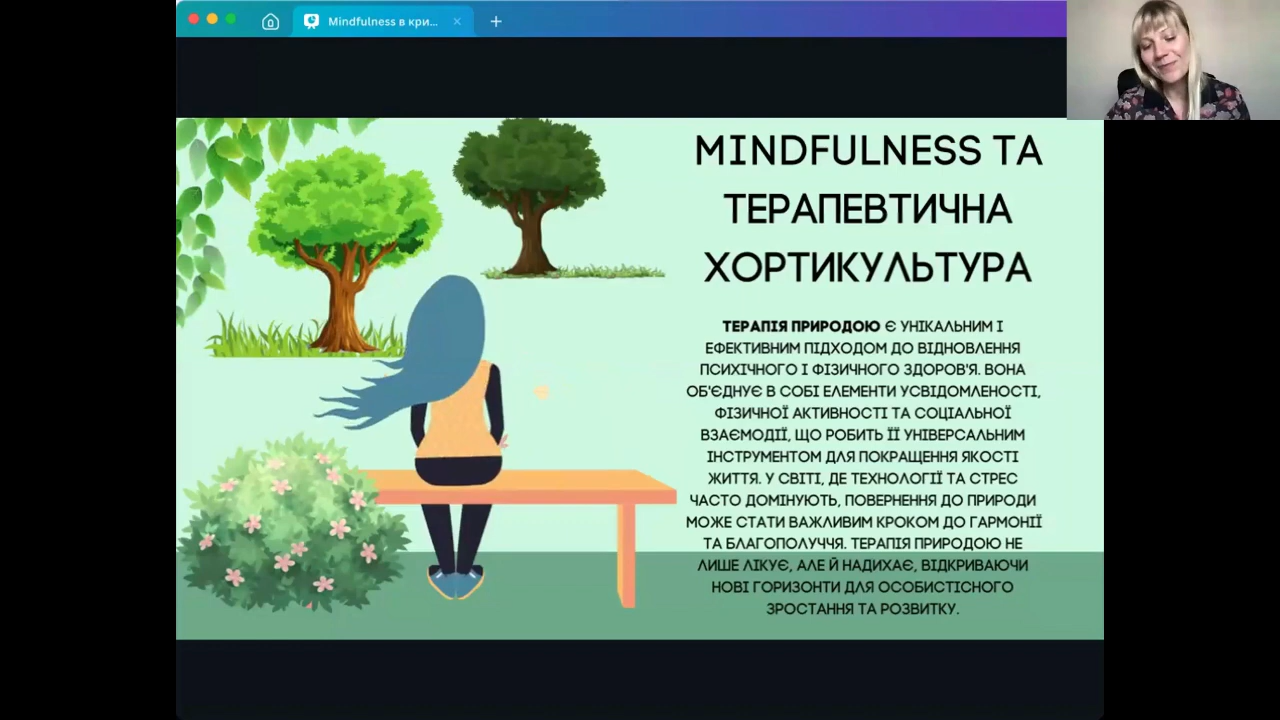 Mindfulness в кри...
MINDFULNESS ТА
ТЕРАПЕВТИЧНА
ХОРТИКУЛЬТУРА
ТЕРАПІЯ ПРИРОДОЮ Є УНІКАЛЬНИМ І
ЕФЕКТИВНИМ ПІДХОДОМ ДО ВІДНОВЛЕННЯ
ПСИХІЧНОГО І ФІЗИЧНОГО ЗДОРОВ'Я. ВОНА
ОБ'ЄДНУЄ В СОБІ ЕЛЕМЕНТИ УСВІДОМЛЕНОСТІ,
ФІЗИЧНОЇ АКТИВНОСТІ ТА СОЦІАЛЬНОЇ
ВЗАЄМОДІЇ, ЩО РОБИТЬ ЇЇ УНІВЕРСАЛЬНИМ
ІНСТРУМЕНТОМ ДЛЯ ПОКРАЩЕННЯ ЯКОСТІ
ЖИТТЯ. У СВІТІ, ДЕ ТЕХНОЛОГІЇ ТА СТРЕС
ЧАСТО ДОМІНУЮТЬ, ПОВЕРНЕННЯ ДО ПРИРОДИ
МОЖЕ СТАТИ ВАЖЛИВИМ КРОКОМ ДО ГАРМОНІЇ
ТА БЛАГОПОЛУЧЧЯ. ТЕРАПІЯ ПРИРОДОЮ НЕ
ЛИШЕ ЛІКУЄ, АЛЕ Й НАДИХАЄ, ВІДКРИВАЮЧИ
НОВІ ГОРИЗОНТИ ДЛЯ ОСОБИСТІСНОГО
ЗРОСТАННЯ ТА РОЗВИТКУ.